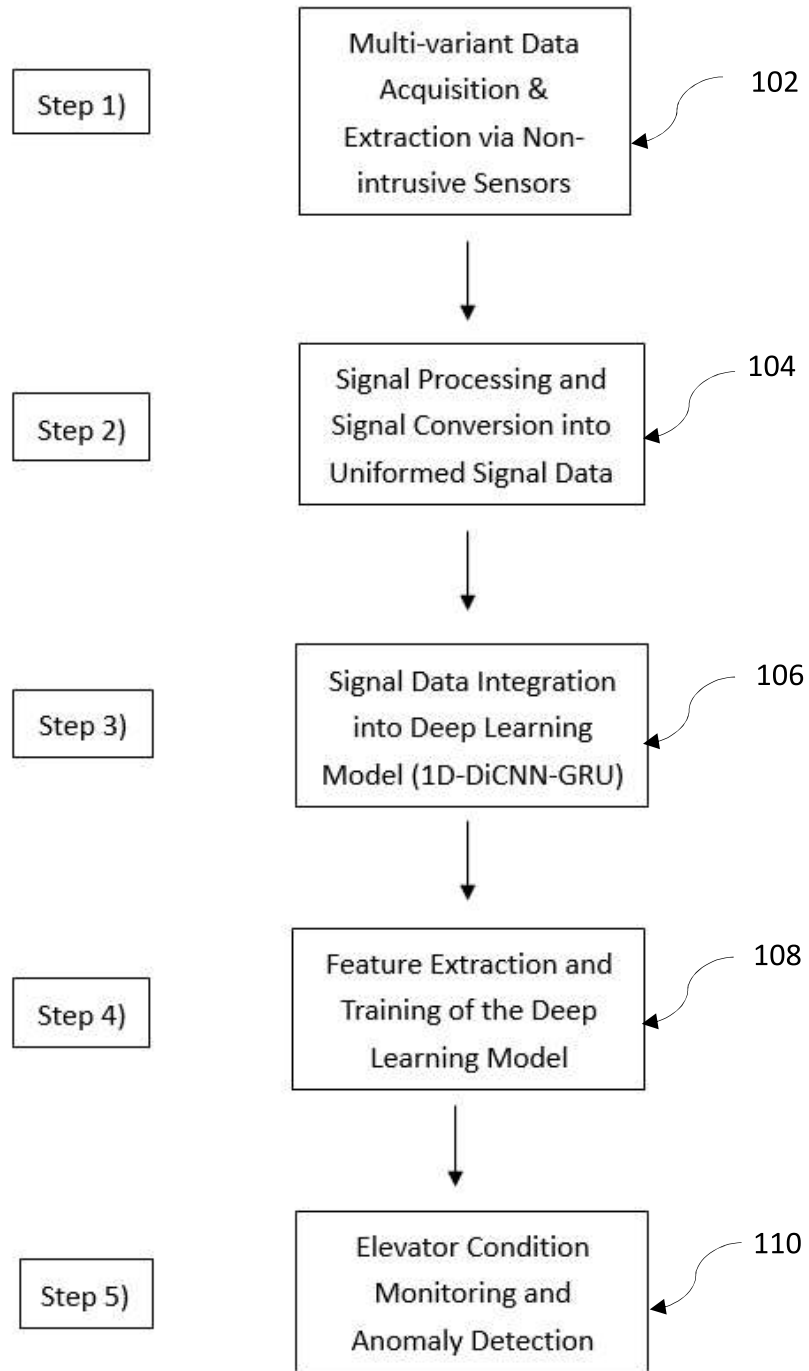 Step 1)
Multi-variant Data
Acquisition &
Extraction via Non-
intrusive Sensors
102
Step 2)
Signal Processing and
Signal Conversion into
Uniformed Signal Data
104
Step 3)
Signal Data Integration
into Deep Learning
Model (1D-DiCNN-GRU)
106
Step 4)
Feature Extraction and
Training of the Deep
Learning Model
108
Step 5)
Elevator Condition
Monitoring and
Anomaly Detection
110